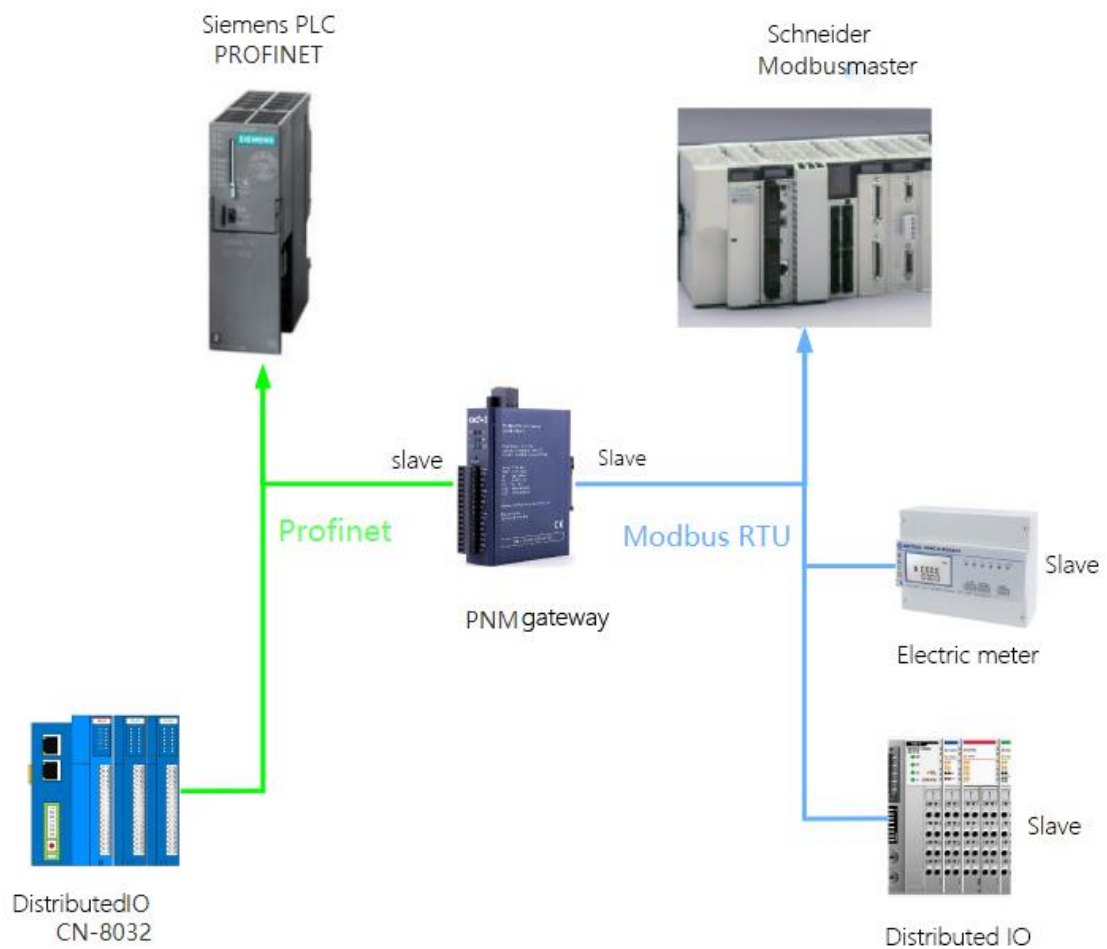 Siemens PLC
PROFINET
Schneider
Modbusmaster
SIEMENS
slave
Slave
Profinet
Modbus RTU
PNM gateway
Slave
Electric meter
Slave
DistributedIO
CN-8032
Distributed IO